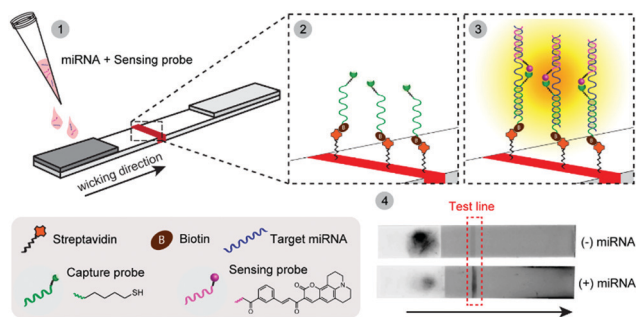 1
miRNA + Sensing probe
wicking direction
2
B
B
B
3
B
B
B
Streptavidin
B
Biotin
Target miRNA
Capture probe
SH
Sensing probe
O
O
O
O
N
4
Test line
(-) miRNA
(+) miRNA